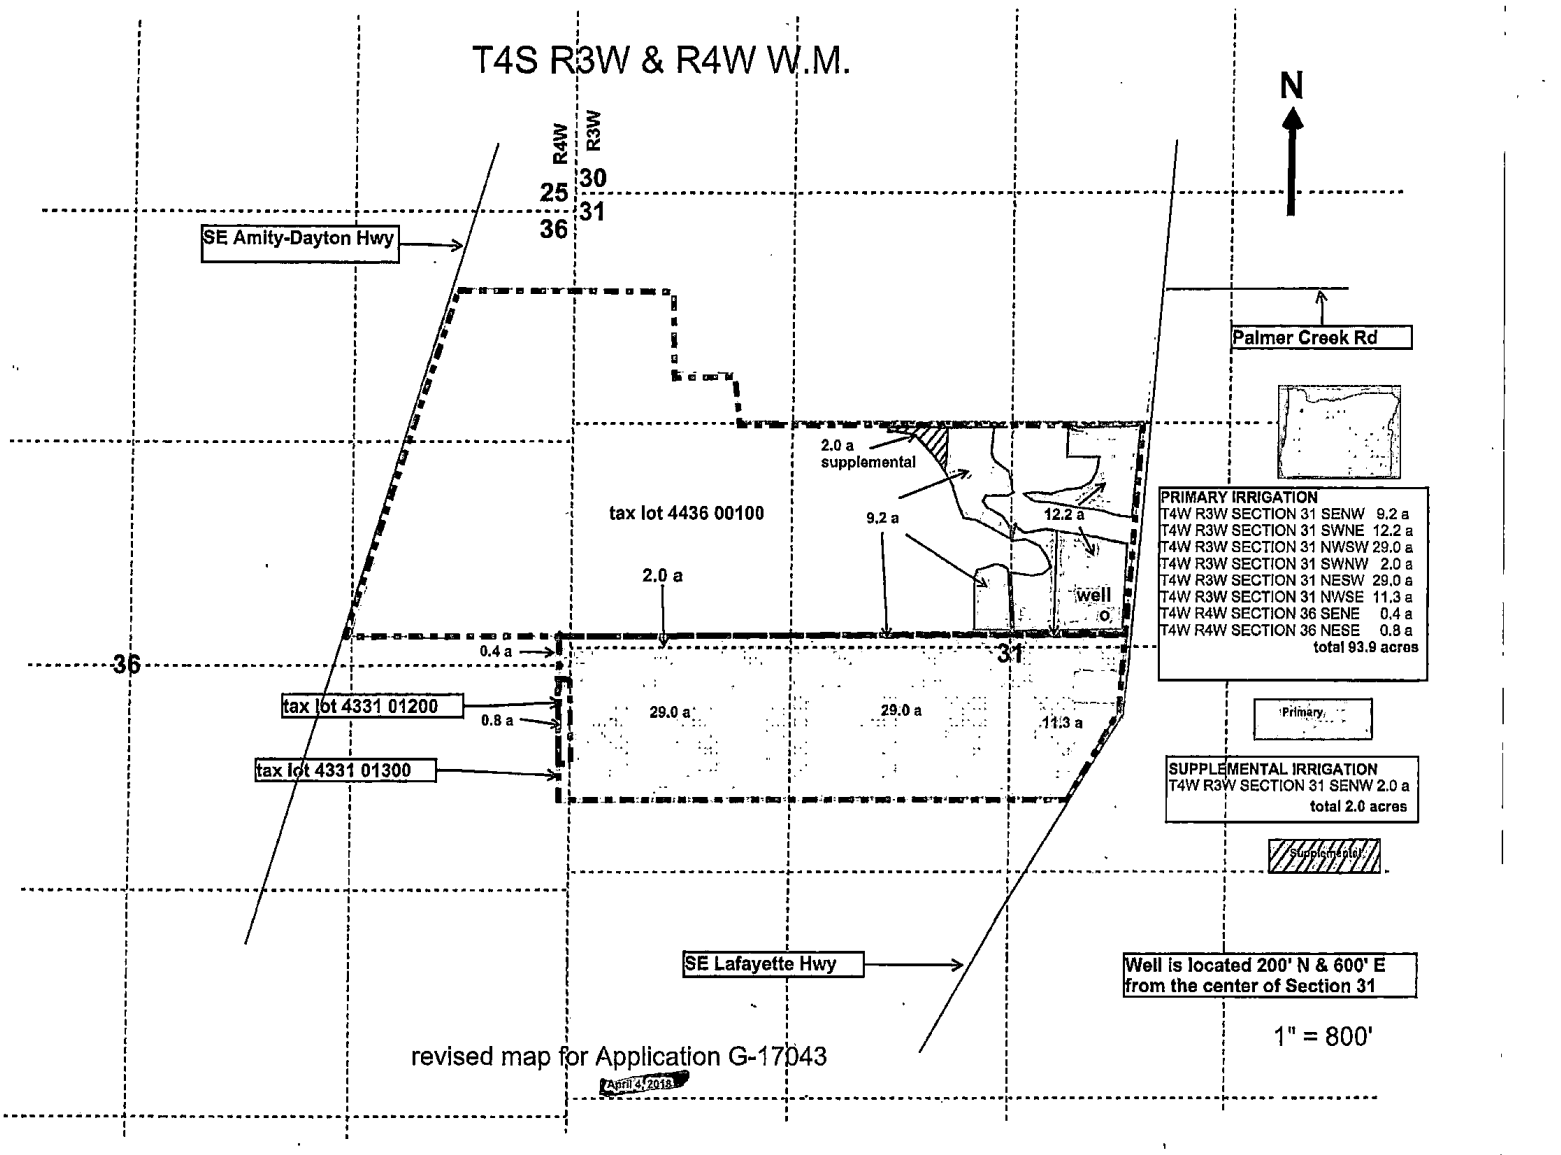 T4S R3W & R4W W.M.
N
R4W
R3W
25
30
31
36
SE Amity-Dayton Hwy
Palmer Creek Rd
2.0 a
supplemental
tax lot 4436 00100
9.2 a
12.2 a
2.0 a
well
o
PRIMARY IRRIGATION
T4W R3W SECTION 31 SENW 9.2 a
T4W R3W SECTION 31 SWNE 12.2 a
T4W R3W SECTION 31 NWSW 29.0 a
T4W R3W SECTION 31 SWNW 2.0 a
T4W R3W SECTION 31 NESW 29.0 a
T4W R3W SECTION 31 NWSE 11.3 a
T4W R4W SECTION 36 SENE 0.4 a
T4W R4W SECTION 36 NESE 0.8 a
total 93.9 acres
0.4 a
31
36
tax lot 4331 01200
0.8 a
29.0 a
29.0 a
11.3 a
Primary
tax lot 4331 01300
SUPPLEMENTAL IRRIGATION
T4W R3W SECTION 31 SENW 2.0 a
total 2.0 acres
Supplemental
SE Lafayette Hwy
Well is located 200' N & 600' E
from the center of Section 31
1" = 800'
revised map for Application G-17043
April 4, 2018